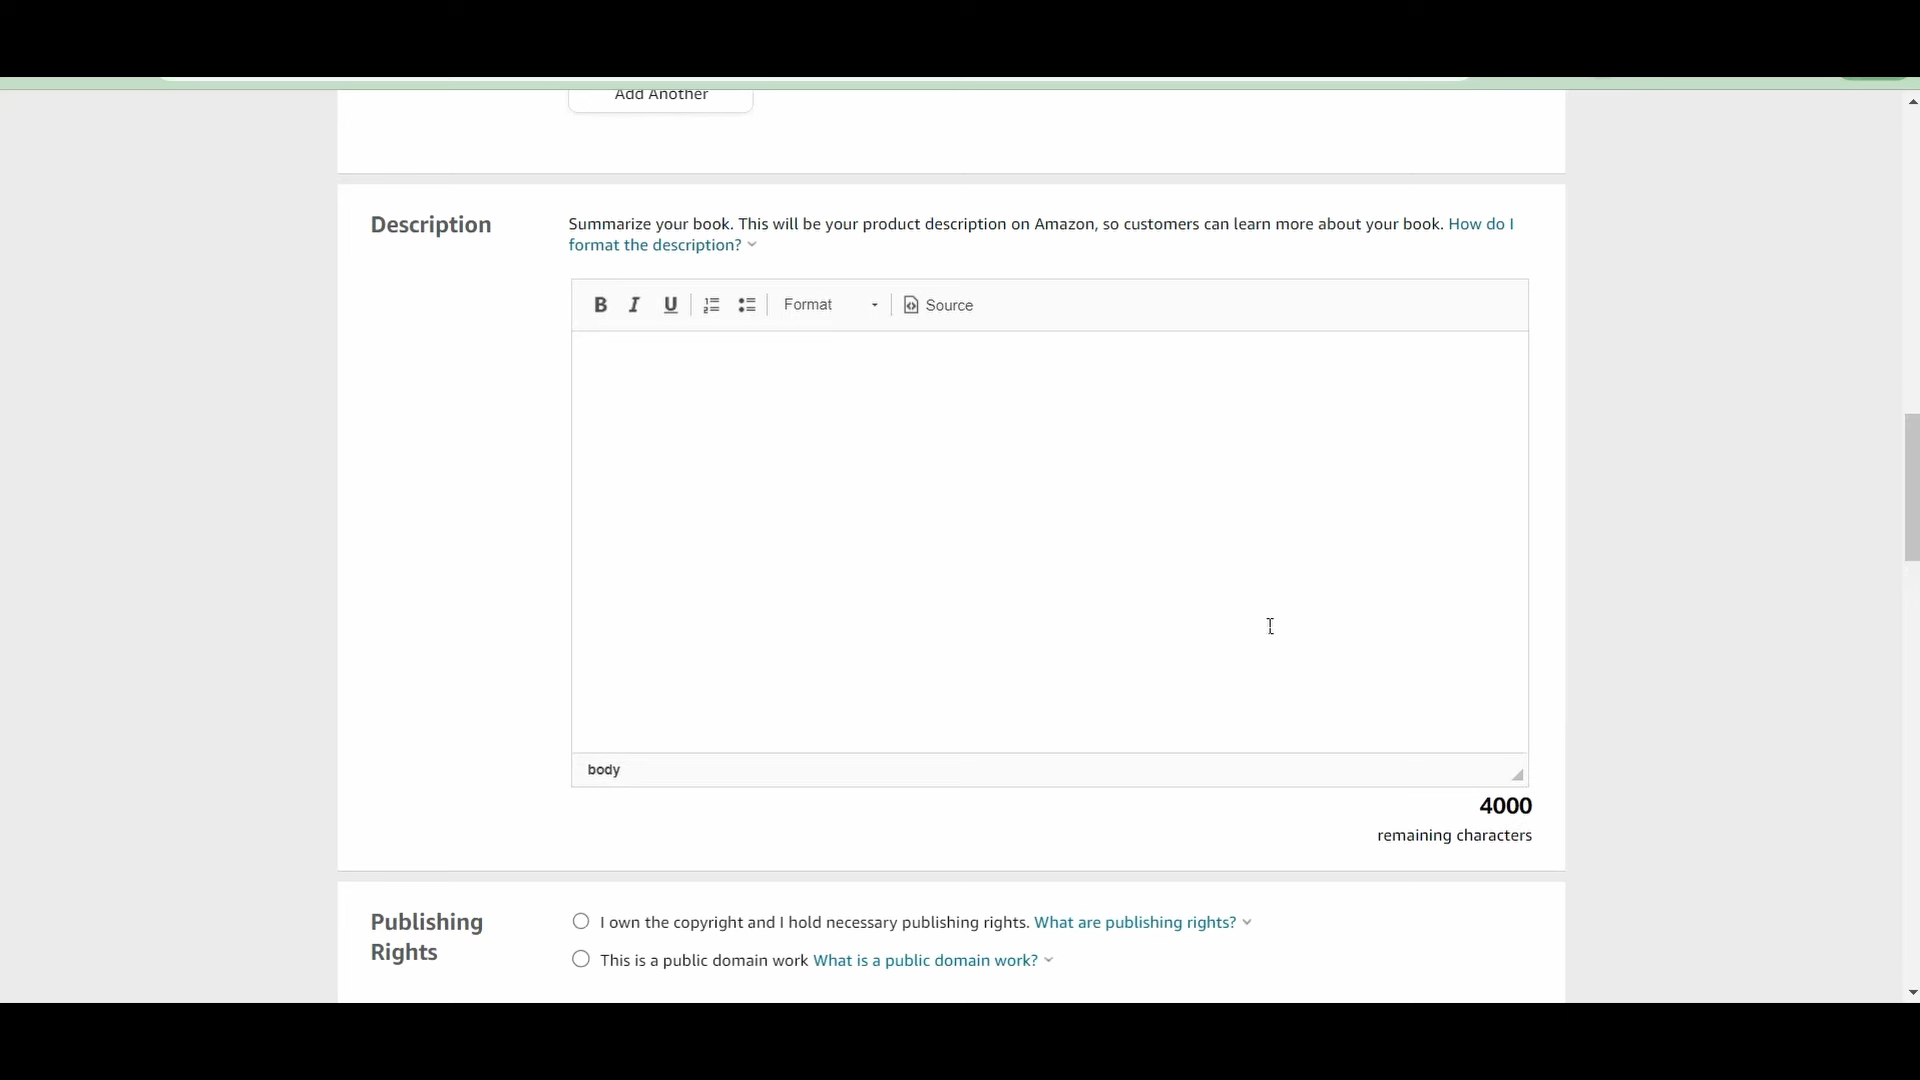 Add Another
Description
Summarize your book. This will be your product description on Amazon, so customers can learn more about your book. How do I
format the description?
B I U Format Source
body
4000
remaining characters
Publishing
Rights
I own the copyright and I hold necessary publishing rights. What are publishing rights?
This is a public domain work What is a public domain work?